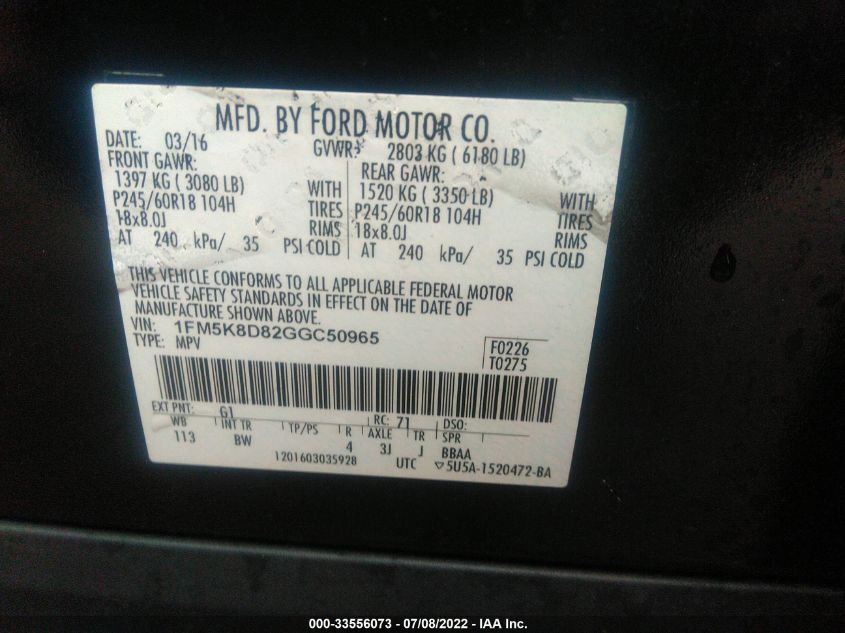 MFD. BY FORD MOTOR CO.
DATE: 03/16 GVWR: 2803 KG ( 6180 LB)
FRONT GAWR: REAR GAWR:
1397 KG ( 3080 LB) WITH 1520 KG ( 3350 LB) WITH
P245/60R18 104H TIRES P245/60R18 104H TIRES
18x8.0J RIMS 18x8.0J RIMS
AT 240 kPa/ 35 PSI COLD AT 240 kPa/ 35 PSI COLD
THIS VEHICLE CONFORMS TO ALL APPLICABLE FEDERAL MOTOR
VEHICLE SAFETY STANDARDS IN EFFECT ON THE DATE OF
MANUFACTURE SHOWN ABOVE.
VIN: 1FM5K8D82GGC50965
TYPE: MPV
F0226
T0275
EXT PNT: G1 RC: 71 DSO:
WB INT TR TP/PS R AXLE TR SPR
113 BW 4 3J J BBAA
1201603035928 UTC ▽5U5A-1520472-BA
000-33556073 - 07/08/2022 - IAA Inc.